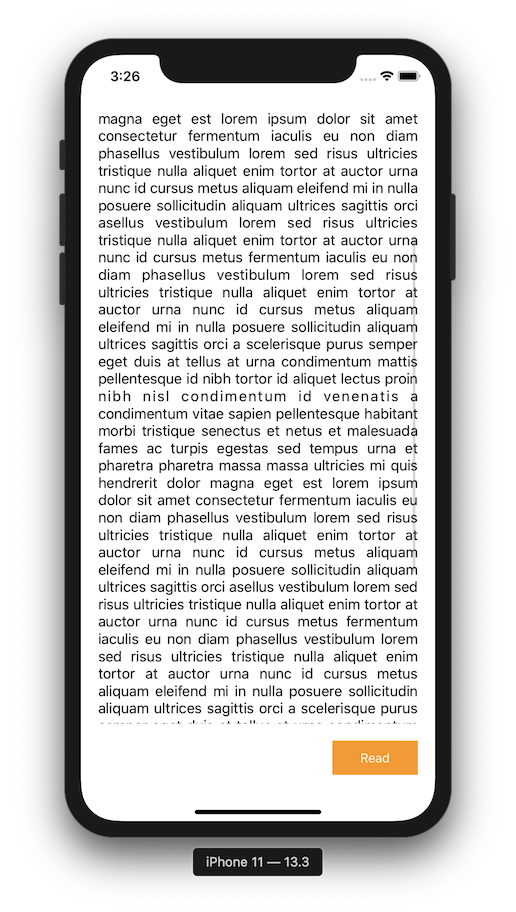 3:26
magna eget est lorem ipsum dolor sit amet
consectetur fermentum iaculis eu non diam
phasellus vestibulum lorem sed risus ultricies
tristique nulla aliquet enim tortor at auctor urna
nunc id cursus metus aliquam eleifend mi in nulla
posuere sollicitudin aliquam ultrices sagittis orci
asellus vestibulum lorem sed risus ultricies
tristique nulla aliquet enim tortor at auctor urna
nunc id cursus metus fermentum iaculis eu non
diam phasellus vestibulum lorem sed risus
ultricies tristique nulla aliquet enim tortor at
auctor urna nunc id cursus metus aliquam
eleifend mi in nulla posuere sollicitudin aliquam
ultrices sagittis orci a scelerisque purus semper
eget duis at tellus at urna condimentum mattis
pellentesque id nibh tortor id aliquet lectus proin
nibh nisl condimentum id venenatis a
condimentum vitae sapien pellentesque habitant
morbi tristique senectus et netus et malesuada
fames ac turpis egestas sed tempus urna et
pharetra pharetra massa massa ultricies mi quis
hendrerit dolor magna eget est lorem ipsum
dolor sit amet consectetur fermentum iaculis eu
non diam phasellus vestibulum lorem sed risus
ultricies tristique nulla aliquet enim tortor at
auctor urna nunc id cursus metus aliquam
eleifend mi in nulla posuere sollicitudin aliquam
ultrices sagittis orci asellus vestibulum lorem sed
risus ultricies tristique nulla aliquet enim tortor at
auctor urna nunc id cursus metus fermentum
iaculis eu non diam phasellus vestibulum lorem
sed risus ultricies tristique nulla aliquet enim
tortor at auctor urna nunc id cursus metus
aliquam eleifend mi in nulla posuere sollicitudin
aliquam ultrices sagittis orci a scelerisque purus
semper eget duis at tellus at urna condimentum
Read
iPhone 11 — 13.3